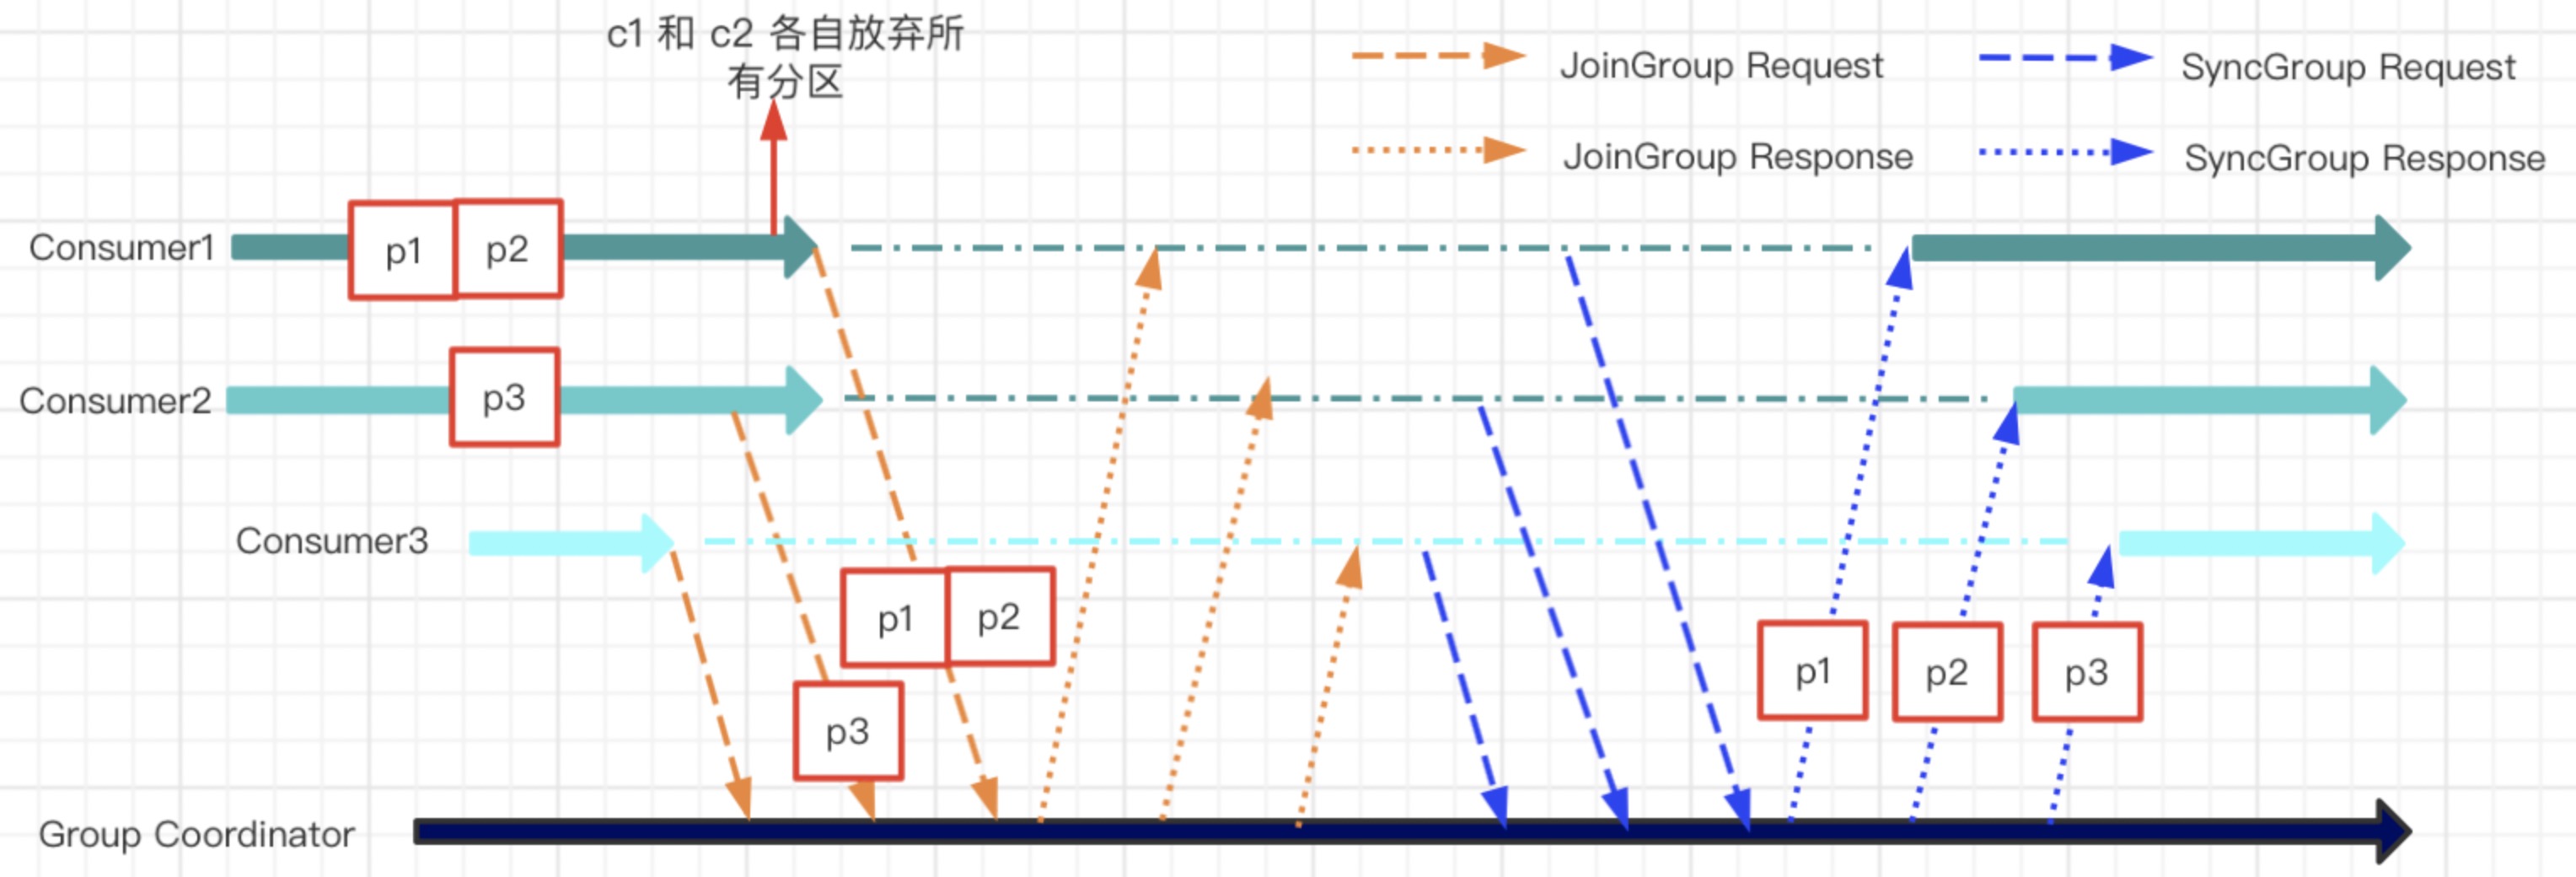 c1 和 c2 各自放弃所
有分区
JoinGroup Request
SyncGroup Request
JoinGroup Response
SyncGroup Response
Consumer1
p1
p2
Consumer2
p3
Consumer3
p1
p2
p3
p1
p2
p3
Group Coordinator